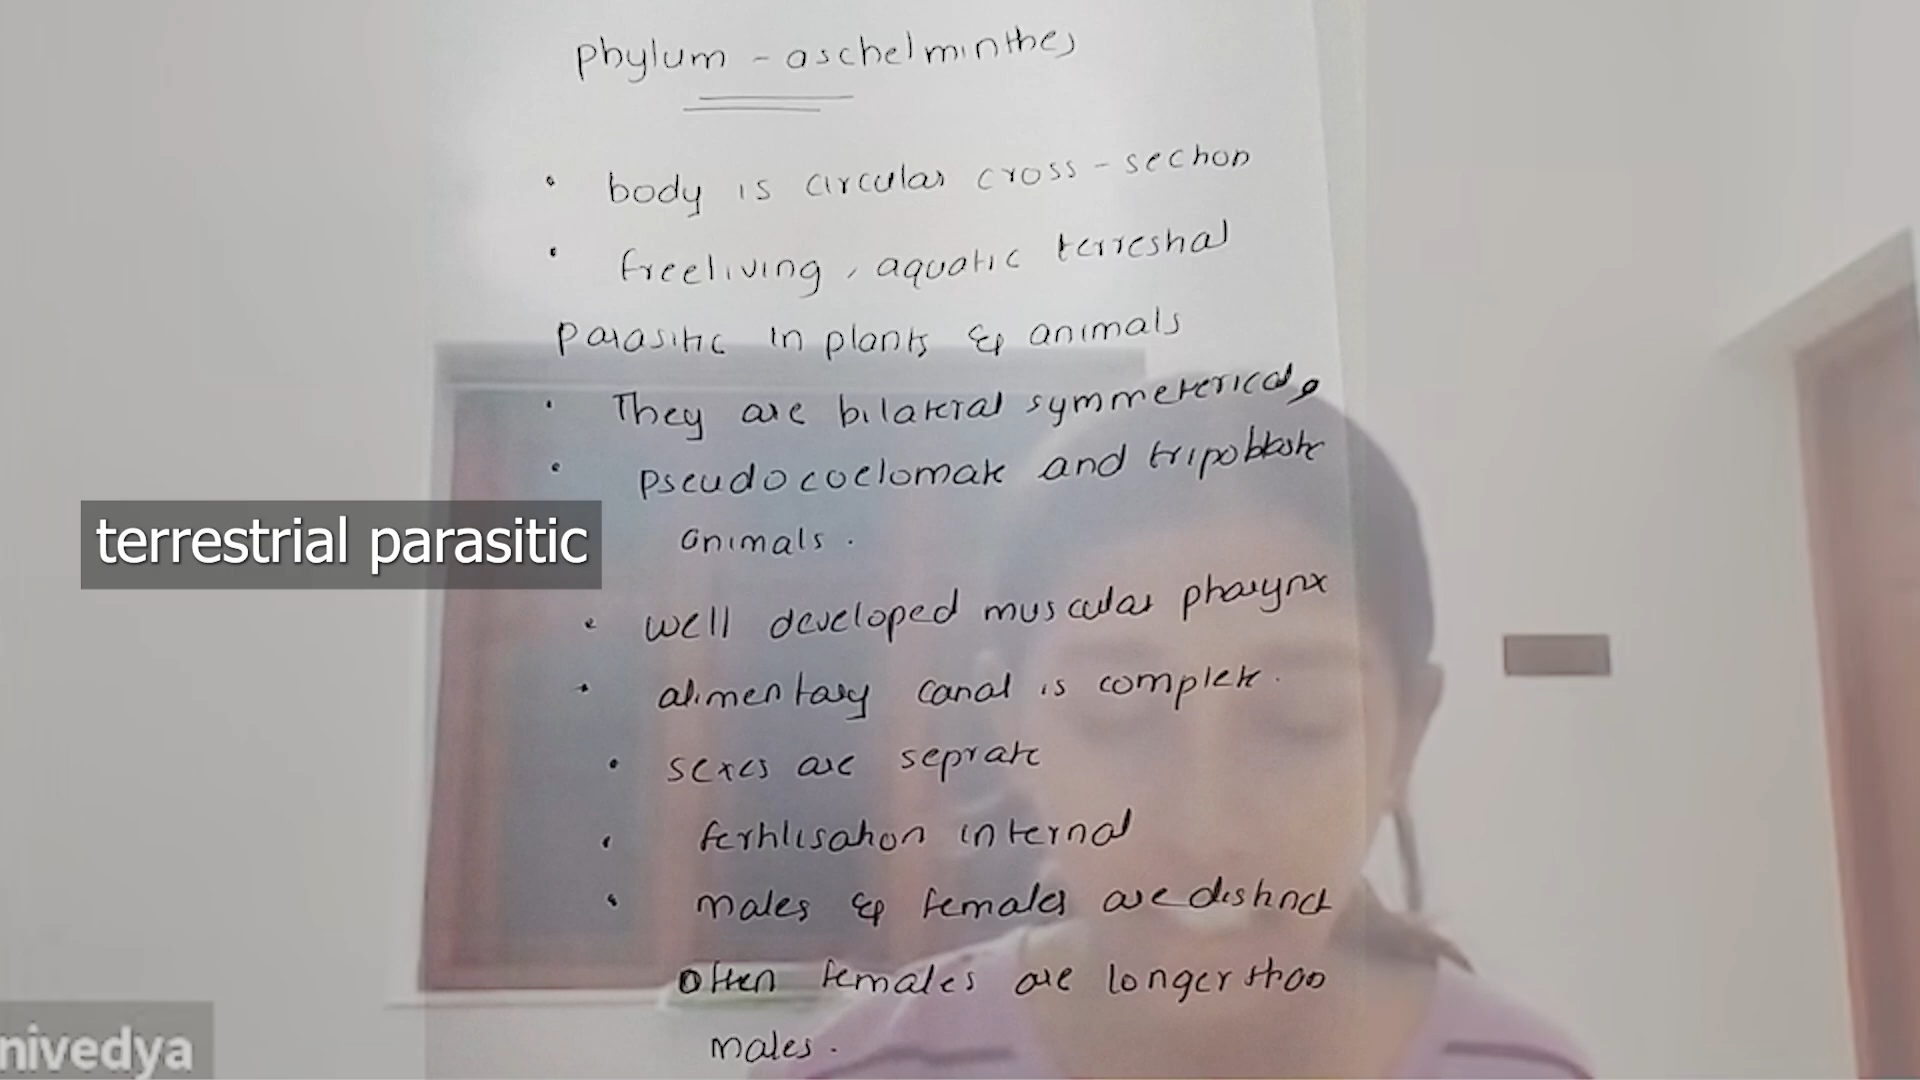 Phylum - aschelminthes
• body is circular cross-section
• freeliving, aquatic terreshal
Parasitic in plants & animals
• They are bilateral symmeterical,
• pseudocoelomate and tripoblastic
animals.
terrestrial parasitic
• well developed muscular pharynx
• alimentary canal is complete.
• sexes are seprate
• fertilisation internal
• males & females are distinct
often females are longer than
males.
nivedya